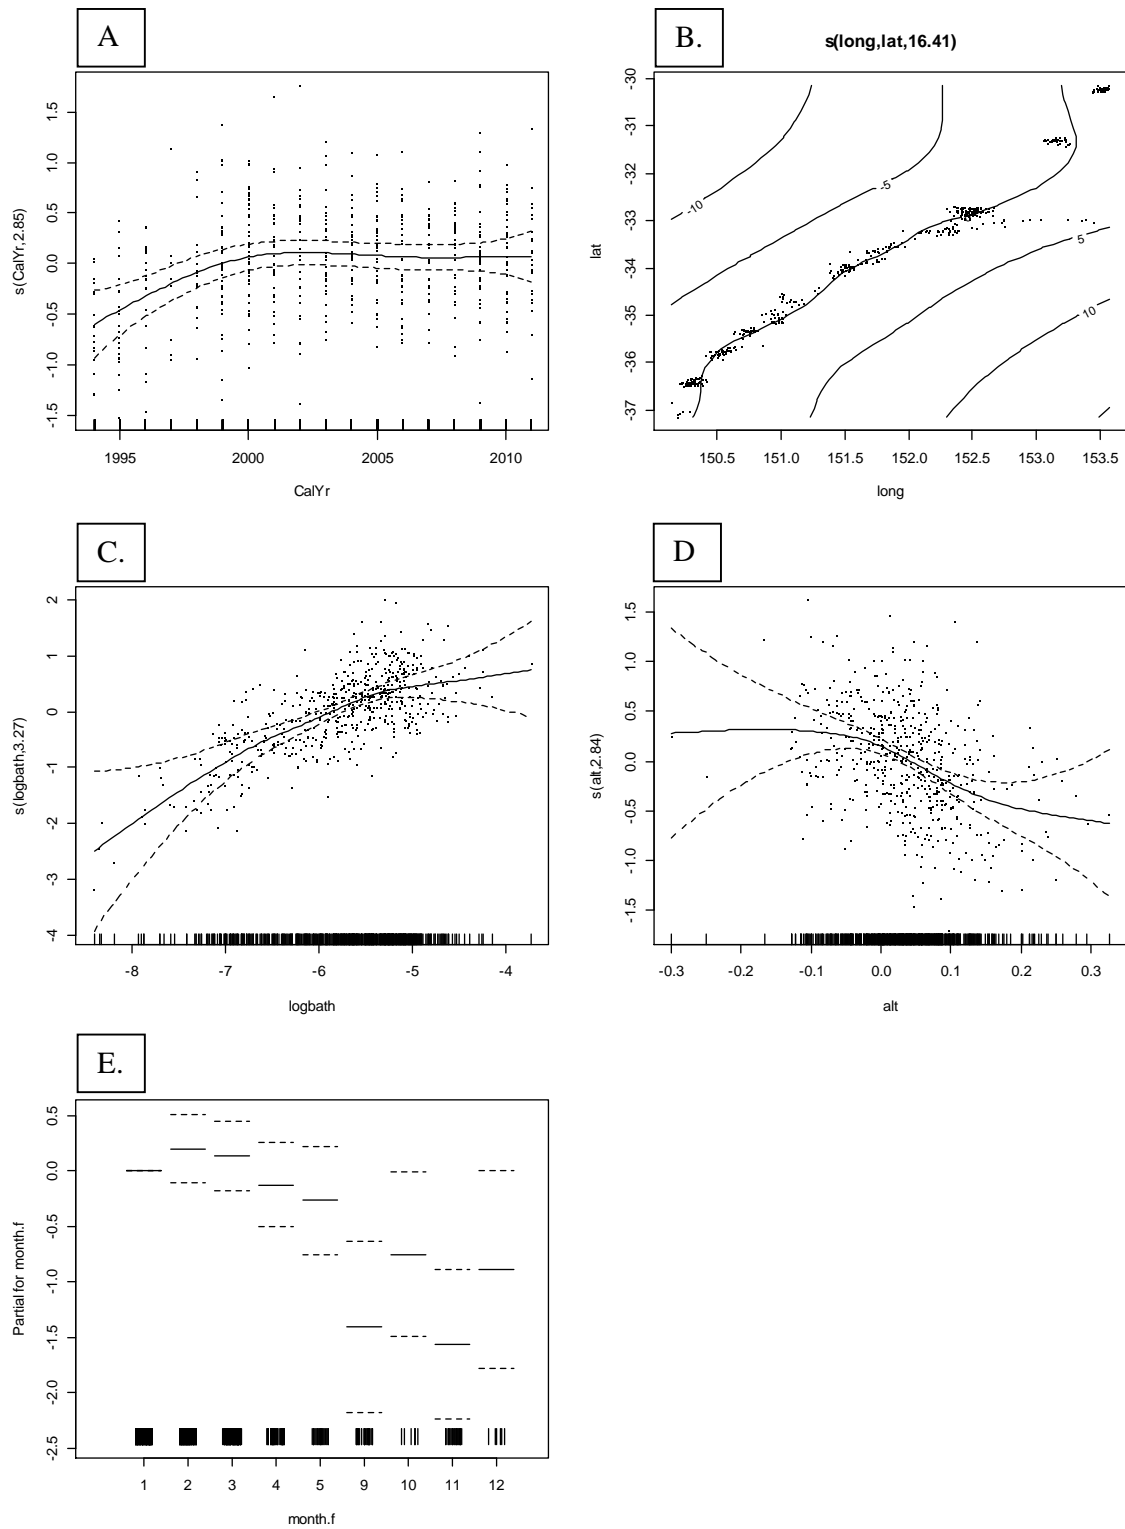 A
s(CalYr,2.85)
1.5
1.0
0.5
0.0
-0.5
-1.0
-1.5
1995 2000 2005 2010
CalYr
B.
s(long,lat,16.41)
lat
-30
-31
-32
-33
-34
-35
-36
-37
-10
-5
5
10
150.5 151.0 151.5 152.0 152.5 153.0 153.5
long
C.
s(logbath,3.27)
2
1
0
-1
-2
-3
-4
-8 -7 -6 -5 -4
logbath
D
s(alt,2.84)
1.5
1.0
0.5
0.0
-0.5
-1.0
-1.5
-0.3 -0.2 -0.1 0.0 0.1 0.2 0.3
alt
E.
Partial for month.f
0.5
0.0
-0.5
-1.0
-1.5
-2.0
-2.5
1 2 3 4 5 9 10 11 12
month.f